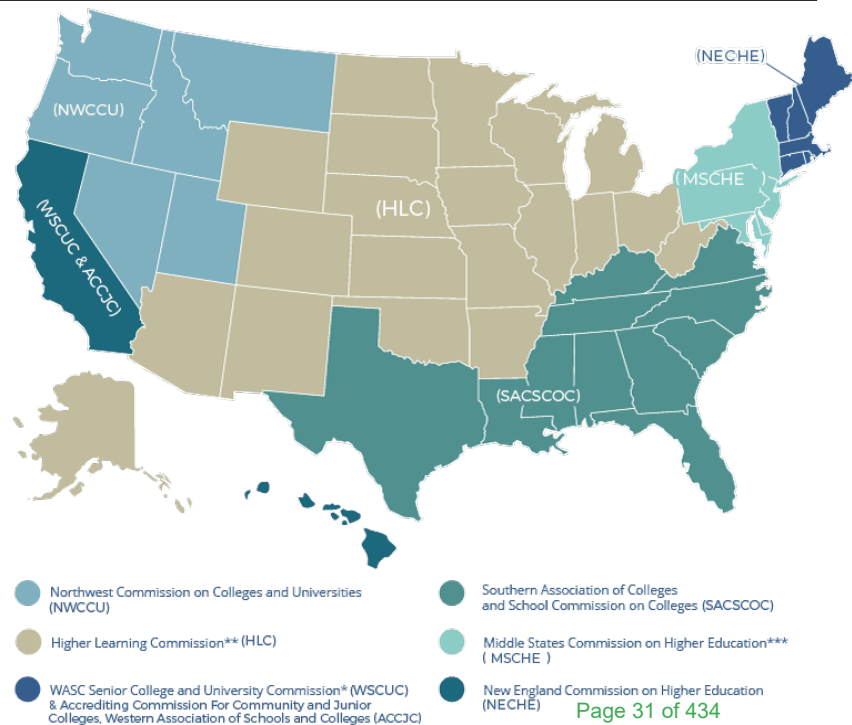 (NECHE)
(NWCCU)
(MSCHE )
(HLC)
(WSCUC & ACCJC)
(SACSCOC)
Northwest Commission on Colleges and Universities
(NWCCU)
Higher Learning Commission** (HLC)
WASC Senior College and University Commission* (WSCUC)
& Accrediting Commission For Community and Junior
Colleges, Western Association of Schools and Colleges (ACCJC)
Southern Association of Colleges
and School Commission on Colleges (SACSCOC)
Middle States Commission on Higher Education***
( MSCHE )
New England Commission on Higher Education
(NECHE)
Page 31 of 434